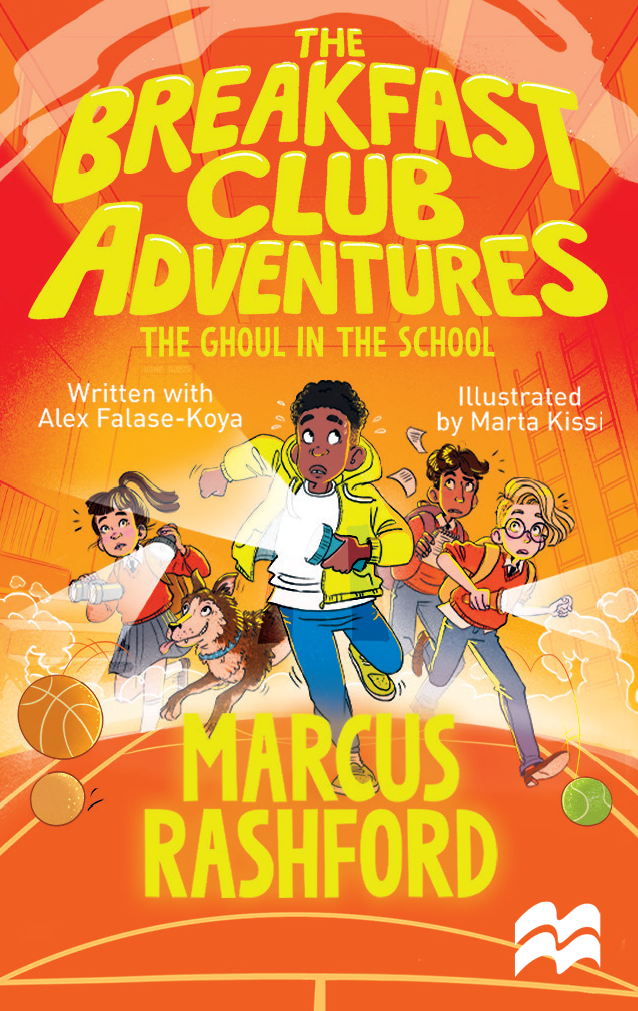 THE
BREAKFAST
CLUB
ADVENTURES
THE GHOUL IN THE SCHOOL
Written with
Alex Falase-Koya
Illustrated
by Marta Kissi
MARCUS
RASHFORD